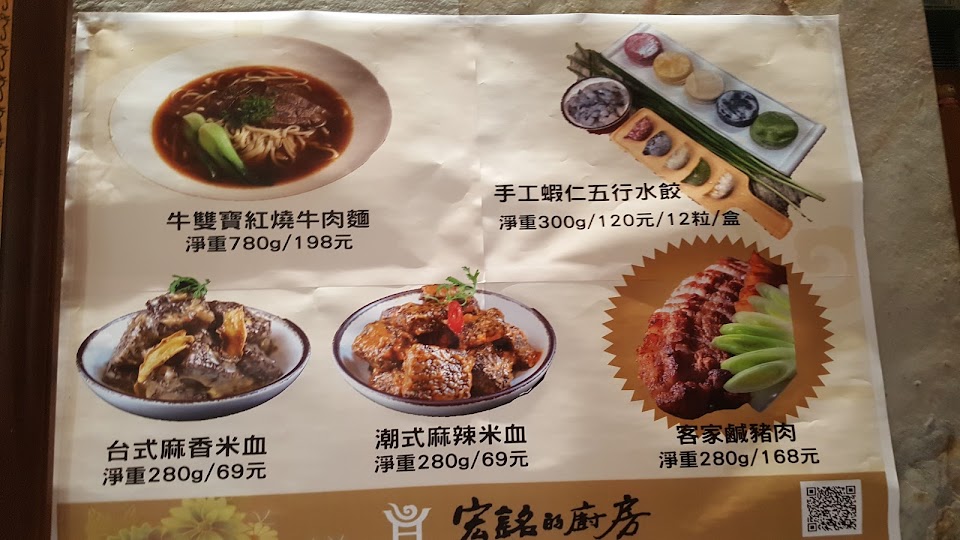 牛雙寶紅燒牛肉麵
淨重780g/198元
手工蝦仁五行水餃
淨重300g/120元/12粒/盒
台式麻香米血
淨重280g/69元
潮式麻辣米血
淨重280g/69元
客家鹹豬肉
淨重280g/168元
宏銘的廚房